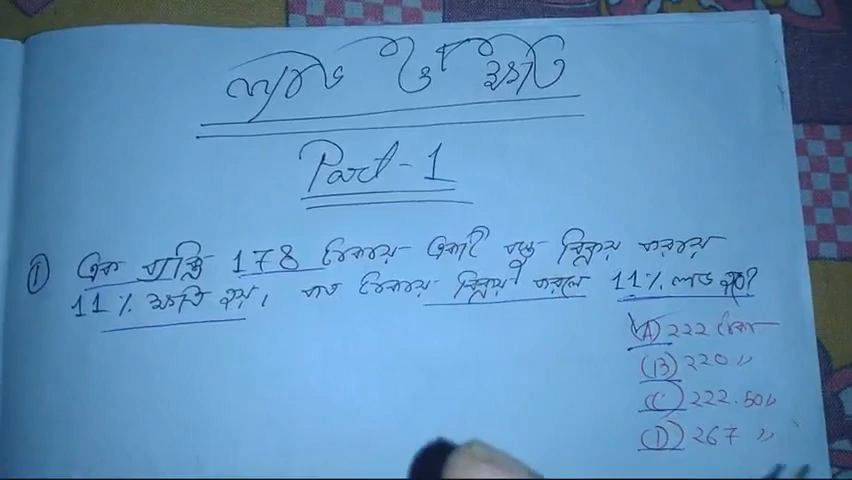 লাভ ও ক্ষতি
Part-1
① এক ব্যক্তি 178 টাকায় একটি বস্তু বিক্রয় করায়
11% ক্ষতি হয়। কত টাকায় বিক্রয় করলে 11% লাভ হবে?
(A) 222 টাকা
(B) 220 "
(C) 222.50 "
(D) 267 "